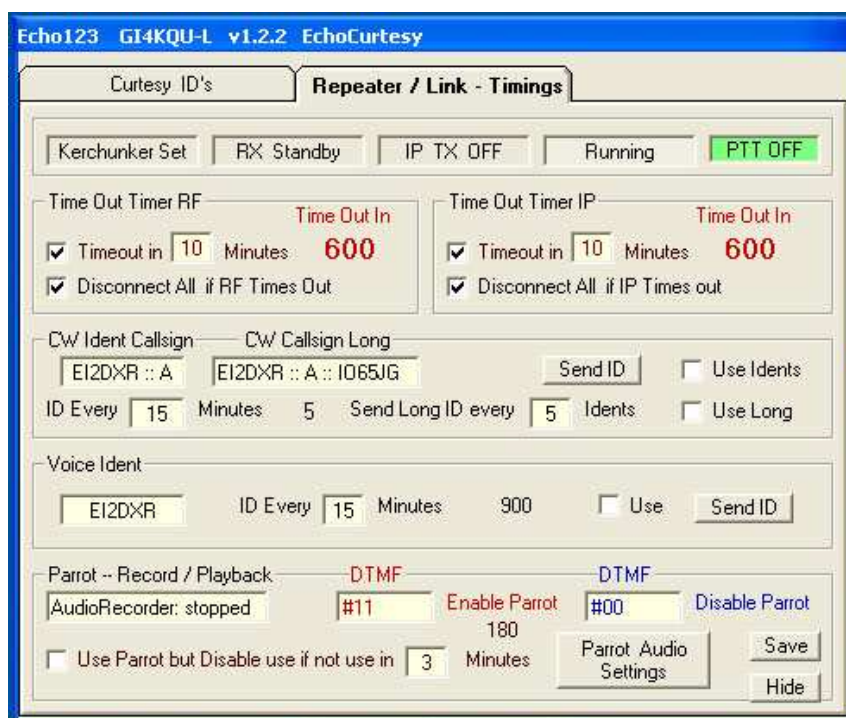 Echo123 GI4KQU-L v1.2.2 EchoCurtesy
Curtesy ID's Repeater / Link - Timings
Kerchunker Set RX Standby IP TX OFF Running PTT OFF
Time Out Timer RF
Time Out In
Timeout in 10 Minutes 600
Disconnect All if RF Times Out
Time Out Timer IP
Time Out In
Timeout in 10 Minutes 600
Disconnect All if IP Times out
CW Ident Callsign CW Callsign Long
EI2DXR :: A EI2DXR :: A :: IO65JG Send ID Use Idents
ID Every 15 Minutes 5 Send Long ID every 5 Idents Use Long
Voice Ident
EI2DXR ID Every 15 Minutes 900 Use Send ID
Parrot -- Record / Playback DTMF DTMF
AudioRecorder: stopped #11 Enable Parrot #00 Disable Parrot
180
Use Parrot but Disable use if not use in 3 Minutes Parrot Audio Settings Save
Hide